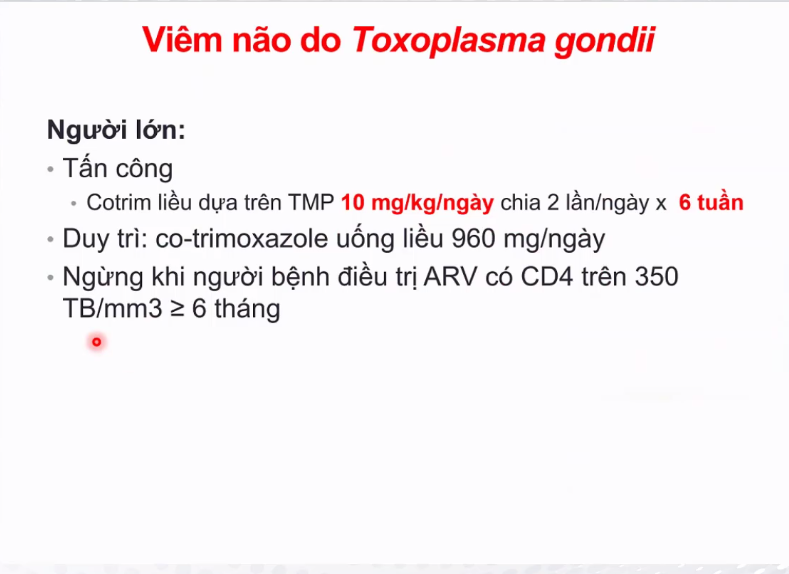 Viêm não do Toxoplasma gondii
Người lớn:
• Tấn công
• Cotrim liều dựa trên TMP 10 mg/kg/ngày chia 2 lần/ngày x 6 tuần
• Duy trì: co-trimoxazole uống liều 960 mg/ngày
• Ngừng khi người bệnh điều trị ARV có CD4 trên 350
TB/mm3 ≥ 6 tháng